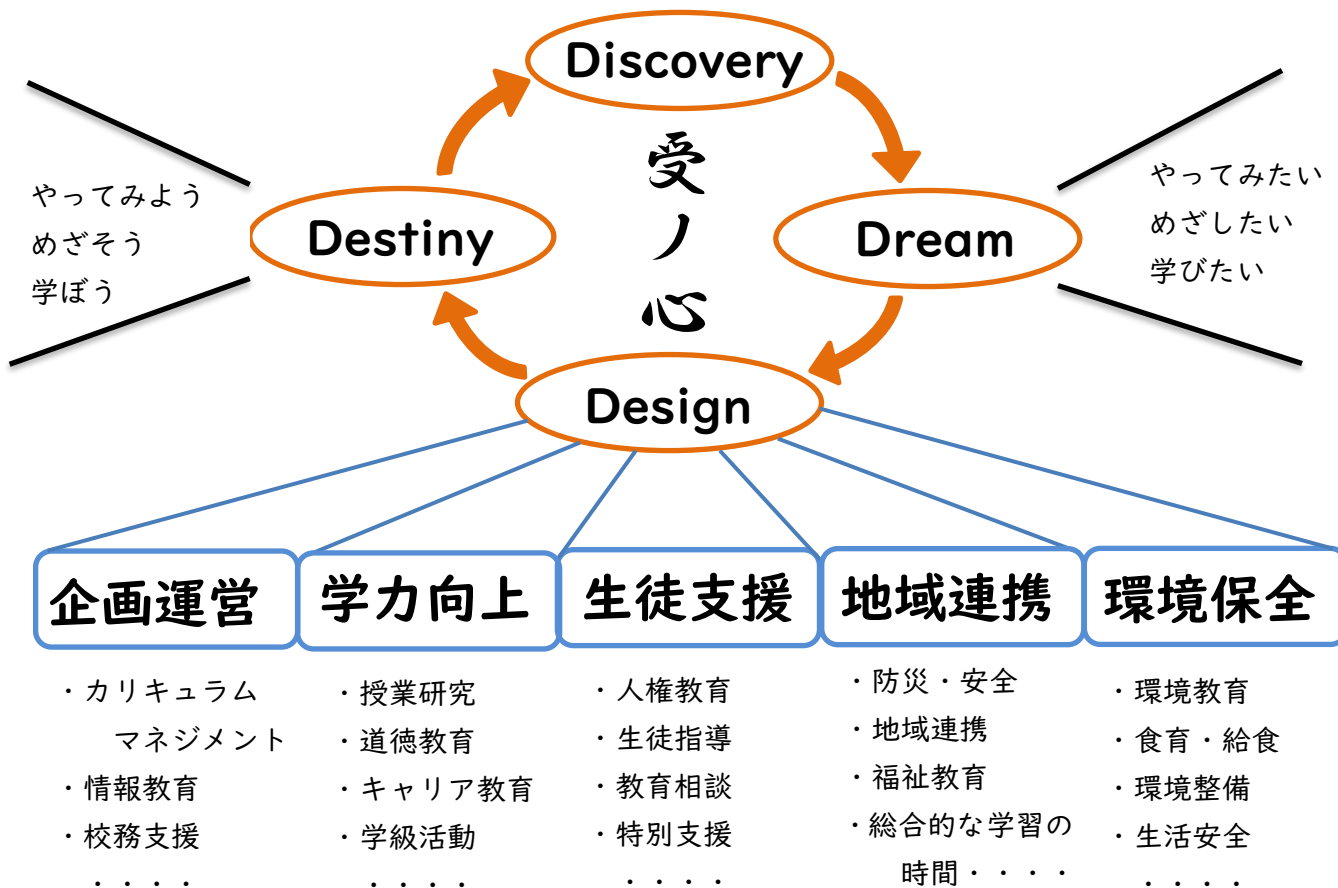 Discovery
受ノ心
やってみよう
めざそう
学ぼう
Destiny
Dream
やってみたい
めざしたい
学びたい
Design
企画運営
・カリキュラム
マネジメント
・情報教育
・校務支援
・・・・
学力向上
・授業研究
・道徳教育
・キャリア教育
・学級活動
・・・・
生徒支援
・人権教育
・生徒指導
・教育相談
・特別支援
・・・・
地域連携
・防災・安全
・地域連携
・福祉教育
・総合的な学習の
時間・・・・
環境保全
・環境教育
・食育・給食
・環境整備
・生活安全
・・・・